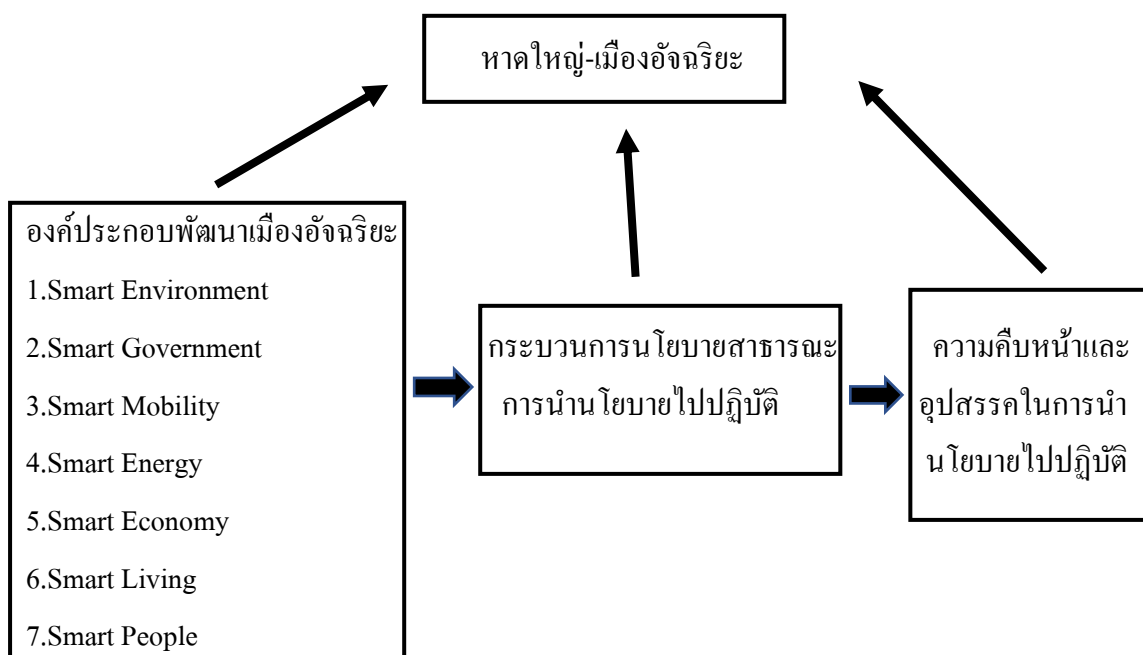 หาดใหญ่-เมืองอัจฉริยะ
องค์ประกอบพัฒนาเมืองอัจฉริยะ
1.Smart Environment
2.Smart Government
3.Smart Mobility
4.Smart Energy
5.Smart Economy
6.Smart Living
7.Smart People
กระบวนการนโยบายสาธารณะ
การนำนโยบายไปปฏิบัติ
ความคืบหน้าและ
อุปสรรคในการนำ
นโยบายไปปฏิบัติ